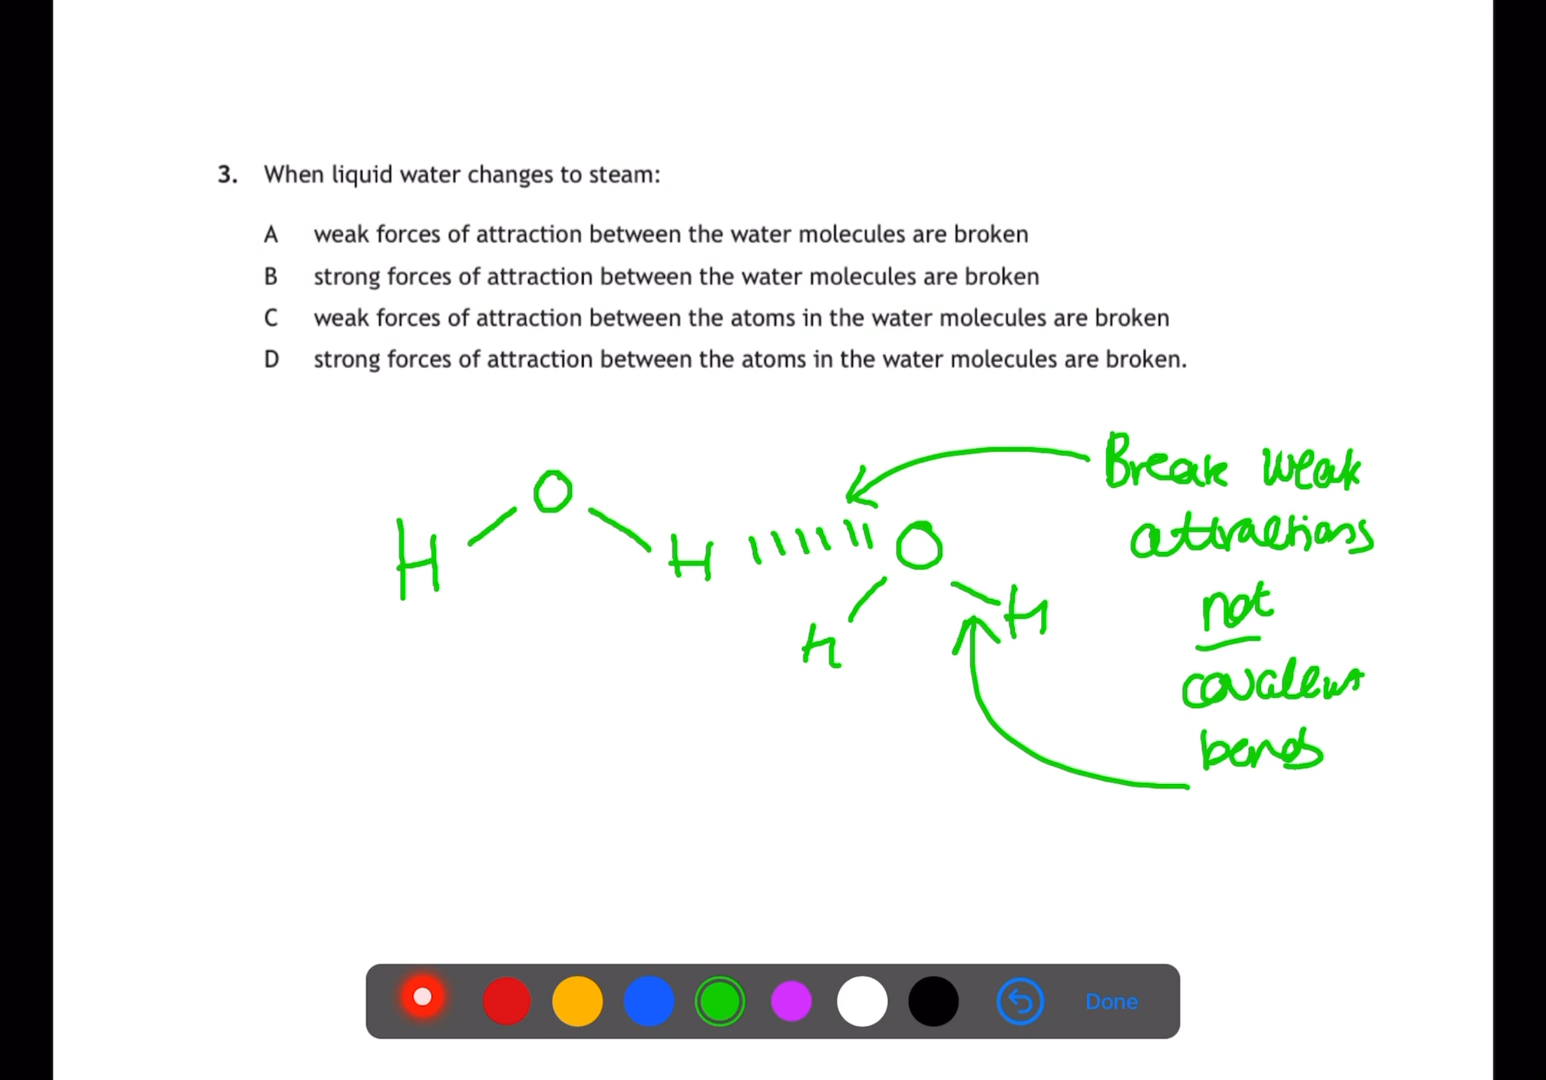 3. When liquid water changes to steam:
A weak forces of attraction between the water molecules are broken
B strong forces of attraction between the water molecules are broken
C weak forces of attraction between the atoms in the water molecules are broken
D strong forces of attraction between the atoms in the water molecules are broken.
H O H O
H H
Break weak
attractions
not
covalent
bonds
Done